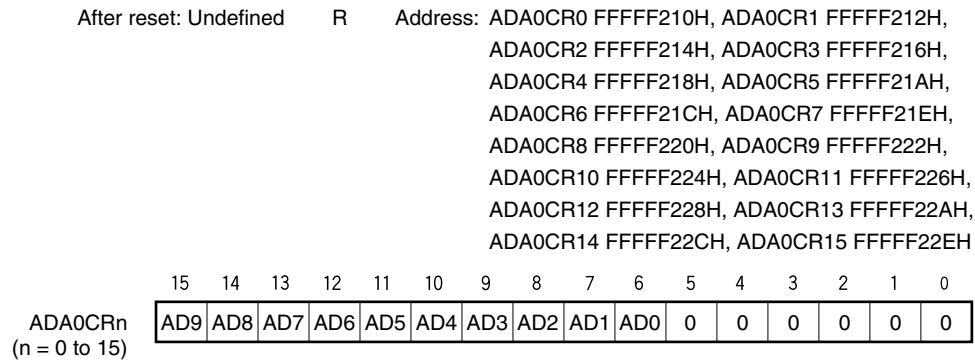 After reset: Undefined R Address: ADA0CR0 FFFFF210H, ADA0CR1 FFFFF212H,
ADA0CR2 FFFFF214H, ADA0CR3 FFFFF216H,
ADA0CR4 FFFFF218H, ADA0CR5 FFFFF21AH,
ADA0CR6 FFFFF21CH, ADA0CR7 FFFFF21EH,
ADA0CR8 FFFFF220H, ADA0CR9 FFFFF222H,
ADA0CR10 FFFFF224H, ADA0CR11 FFFFF226H,
ADA0CR12 FFFFF228H, ADA0CR13 FFFFF22AH,
ADA0CR14 FFFFF22CH, ADA0CR15 FFFFF22EH
15 14 13 12 11 10 9 8 7 6 5 4 3 2 1 0
ADA0CRn AD9 AD8 AD7 AD6 AD5 AD4 AD3 AD2 AD1 AD0 0 0 0 0 0 0
(n = 0 to 15)